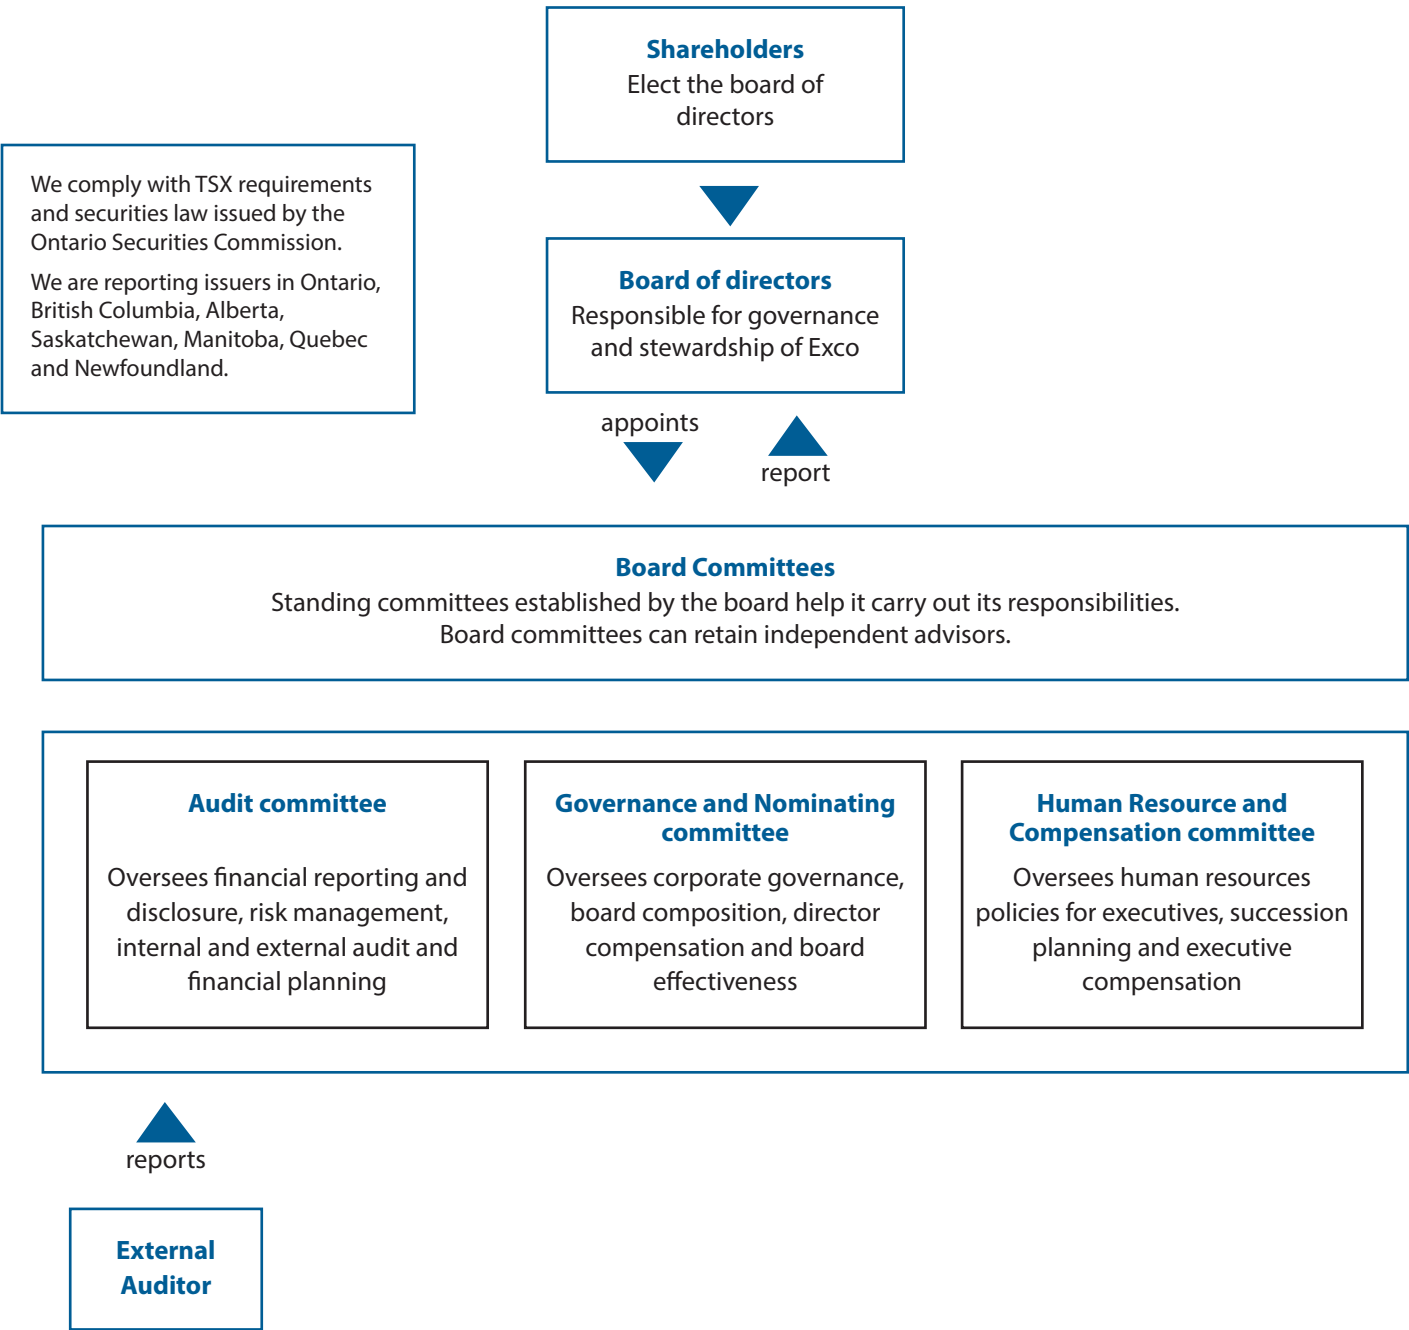 Shareholders
Elect the board of
directors
We comply with TSX requirements
and securities law issued by the
Ontario Securities Commission.
We are reporting issuers in Ontario,
British Columbia, Alberta,
Saskatchewan, Manitoba, Quebec
and Newfoundland.
Board of directors
Responsible for governance
and stewardship of Exco
appoints
report
Board Committees
Standing committees established by the board help it carry out its responsibilities.
Board committees can retain independent advisors.
Audit committee
Oversees financial reporting and
disclosure, risk management,
internal and external audit and
financial planning
Governance and Nominating
committee
Oversees corporate governance,
board composition, director
compensation and board
effectiveness
Human Resource and
Compensation committee
Oversees human resources
policies for executives, succession
planning and executive
compensation
reports
External
Auditor